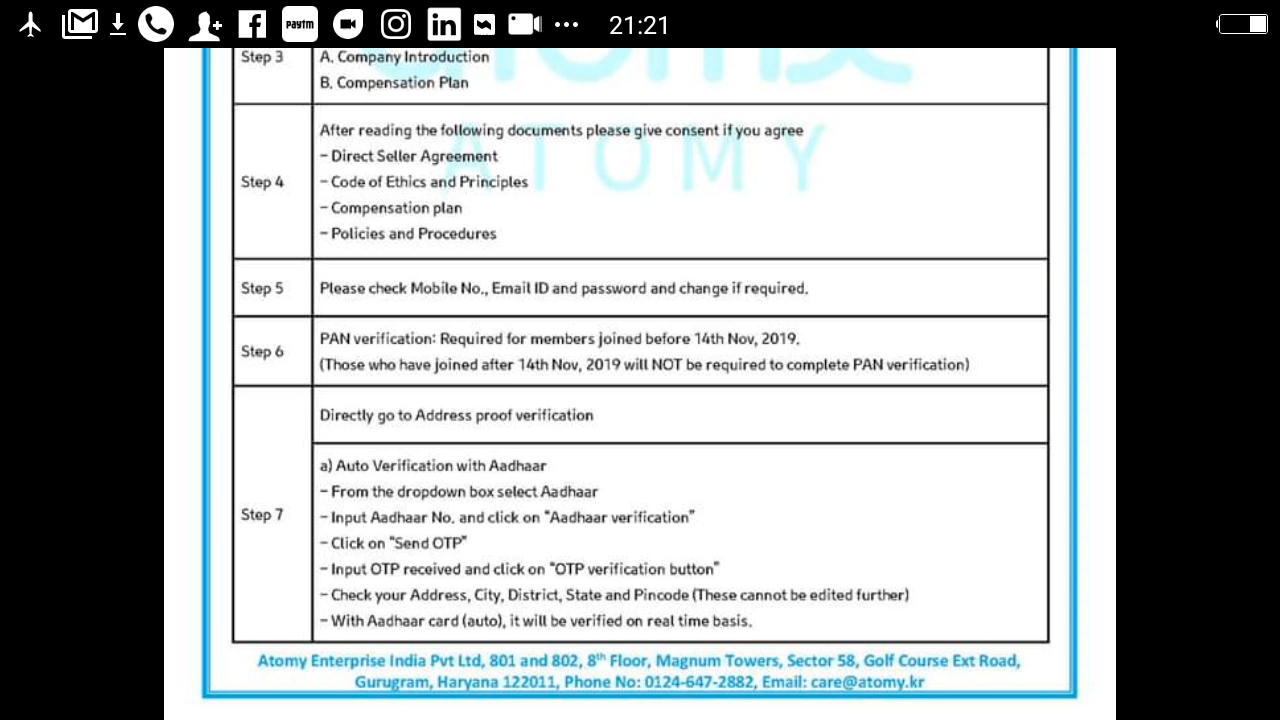 21:21
Step 3
A. Company Introduction
B. Compensation Plan
ATOMY
Step 4
After reading the following documents please give consent if you agree
- Direct Seller Agreement
- Code of Ethics and Principles
- Compensation plan
- Policies and Procedures
Step 5
Please check Mobile No., Email ID and password and change if required.
Step 6
PAN verification: Required for members joined before 14th Nov, 2019.
(Those who have joined after 14th Nov, 2019 will NOT be required to complete PAN verification)
Step 7
Directly go to Address proof verification
a) Auto Verification with Aadhaar
- From the dropdown box select Aadhaar
- Input Aadhaar No. and click on "Aadhaar verification"
- Click on "Send OTP"
- Input OTP received and click on "OTP verification button"
- Check your Address, City, District, State and Pincode (These cannot be edited further)
- With Aadhaar card (auto), it will be verified on real time basis.
Atomy Enterprise India Pvt Ltd, 801 and 802, 8th Floor, Magnum Towers, Sector 58, Golf Course Ext Road,
Gurugram, Haryana 122011, Phone No: 0124-647-2882, Email: care@atomy.kr